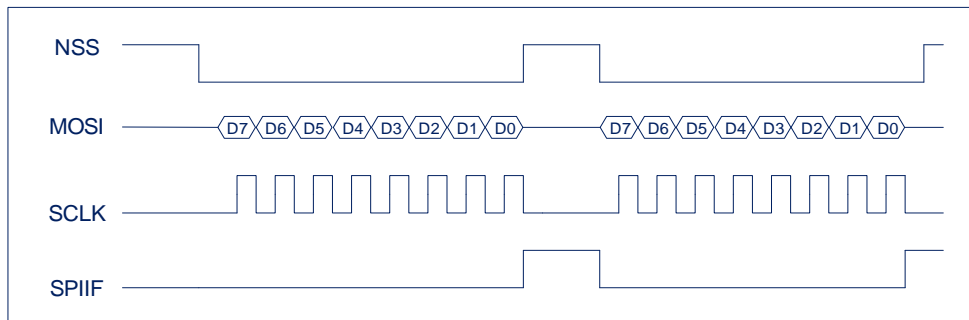 NSS
MOSI D7 D6 D5 D4 D3 D2 D1 D0 D7 D6 D5 D4 D3 D2 D1 D0
SCLK
SPIIF